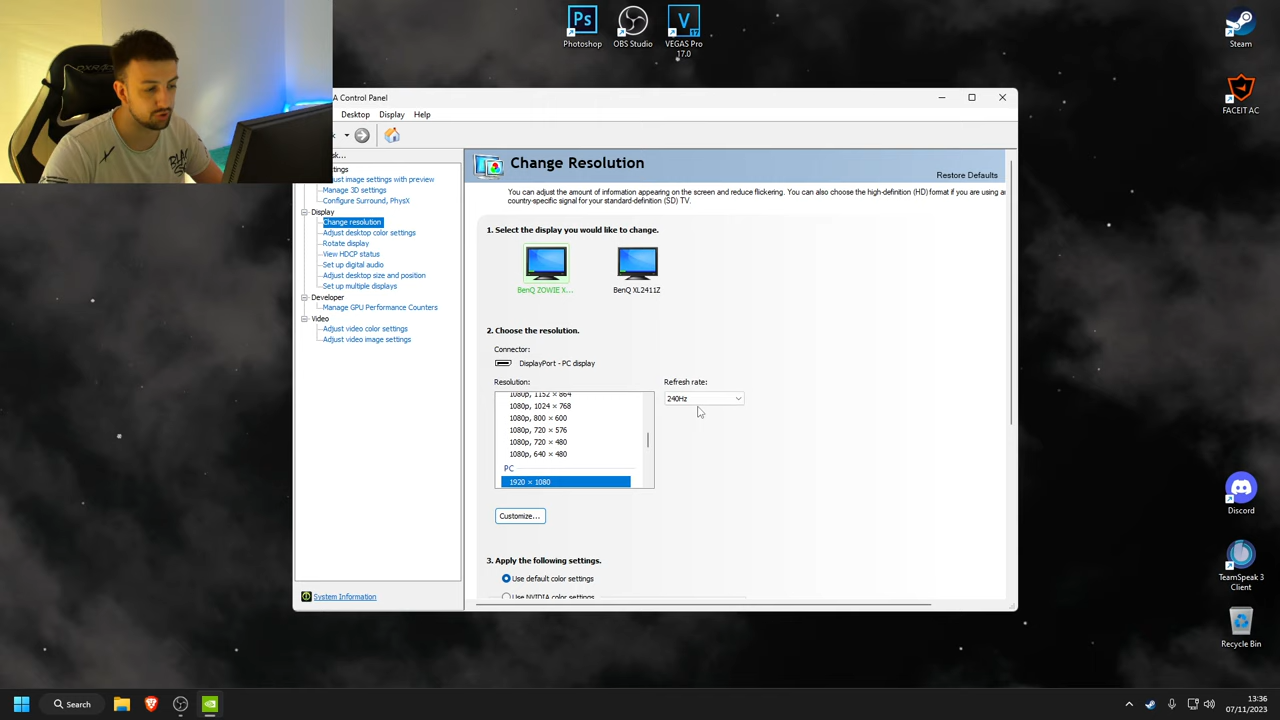 Photoshop
OBS Studio
VEGAS Pro
17.0
Steam
FACEIT AC
Discord
TeamSpeak 3
Client
Recycle Bin
A Control Panel
Desktop
Display
Help
k
sk...
ttings
just image settings with preview
Manage 3D settings
Configure Surround, PhysX
Display
Change resolution
Adjust desktop color settings
Rotate display
View HDCP status
Set up digital audio
Adjust desktop size and position
Set up multiple displays
Developer
Manage GPU Performance Counters
Video
Adjust video color settings
Adjust video image settings
System Information
Change Resolution
Restore Defaults
You can adjust the amount of information appearing on the screen and reduce flickering. You can also choose the high-definition (HD) format if you are using a
country-specific signal for your standard-definition (SD) TV.
1. Select the display you would like to change.
BenQ ZOWIE X...
BenQ XL2411Z
2. Choose the resolution.
Connector:
DisplayPort - PC display
Resolution:
Refresh rate:
1080p, 1152 × 864
240Hz
1080p, 1024 × 768
1080p, 800 × 600
1080p, 720 × 576
1080p, 720 × 480
1080p, 640 × 480
PC
1920 × 1080
Customize...
3. Apply the following settings.
Use default color settings
Use NVIDIA color settings
Search
13:36
07/11/2023